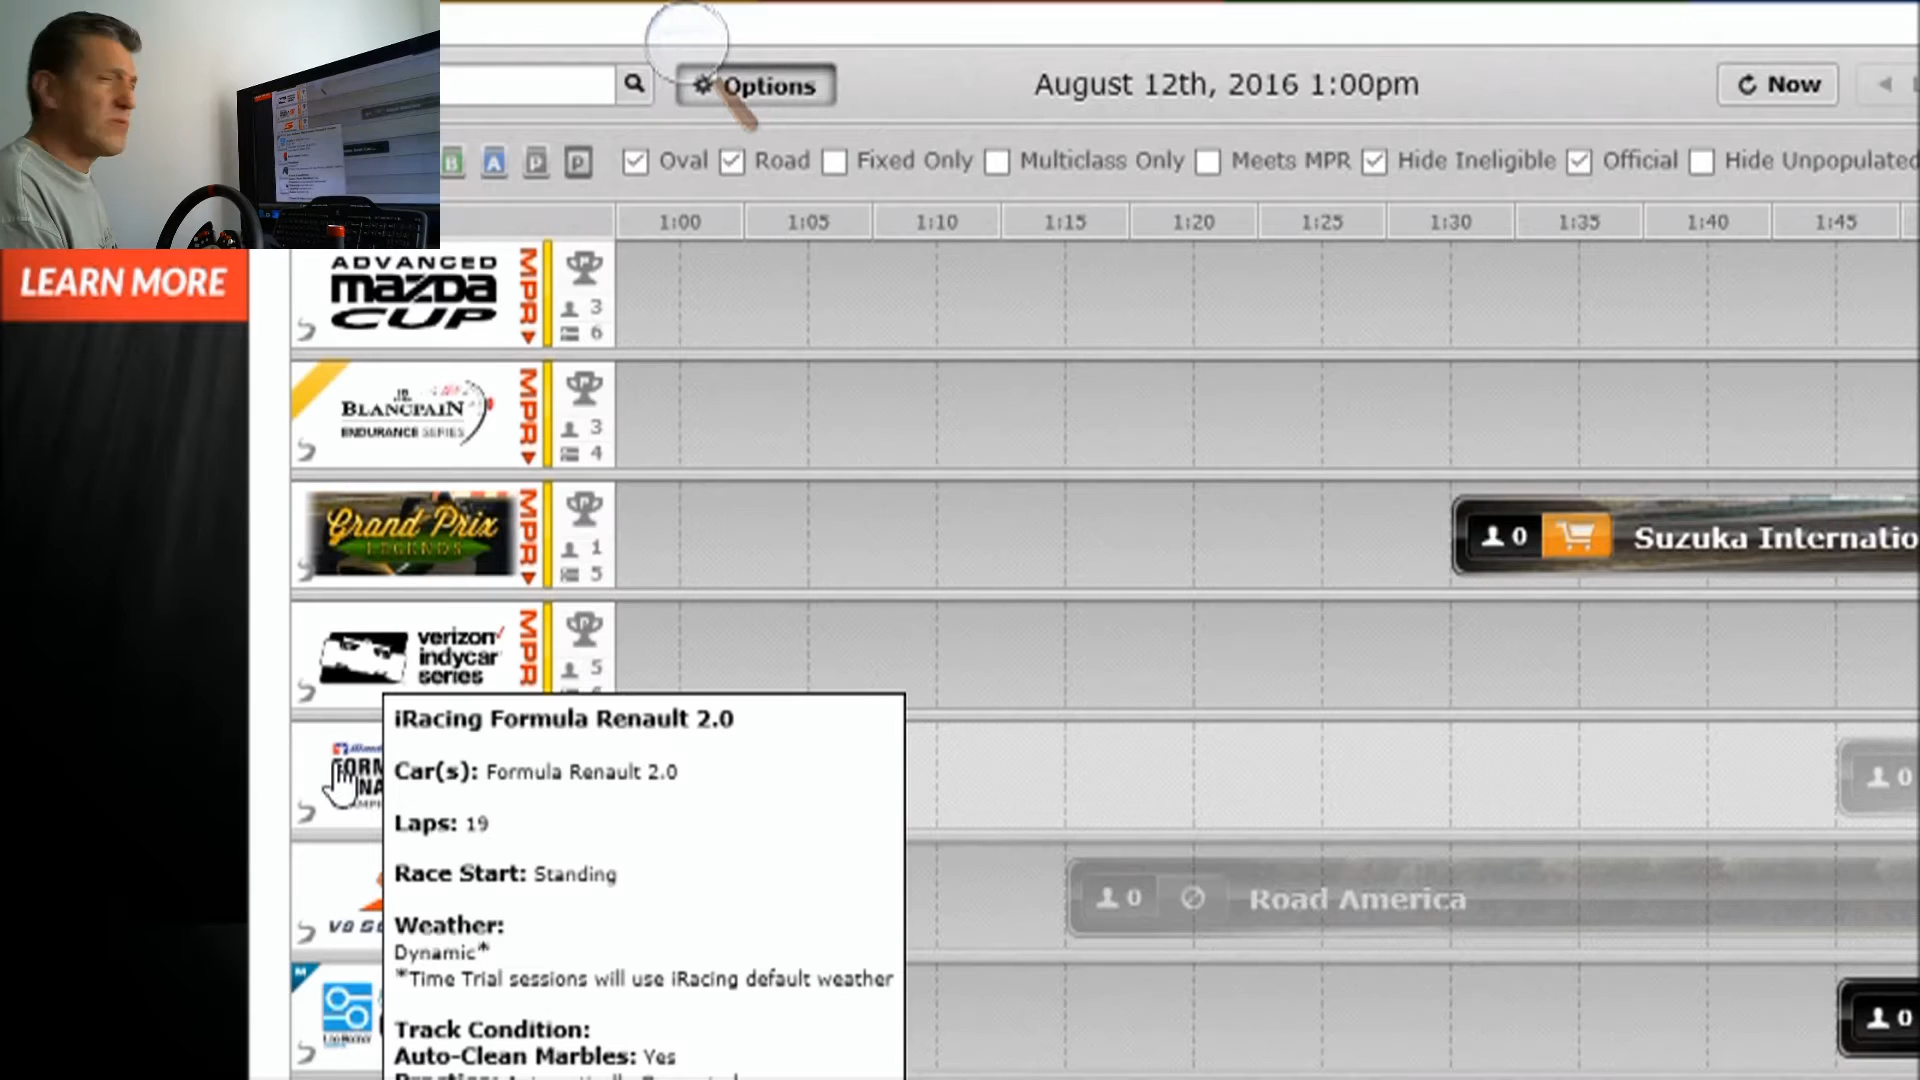 Options
August 12th, 2016 1:00pm
Now
B A P P
Oval Road Fixed Only Multiclass Only Meets MPR Hide Ineligible Official Hide Unpopulated
1:00 1:05 1:10 1:15 1:20 1:25 1:30 1:35 1:40 1:45
LEARN MORE
ADVANCED
mazda
CUP
MPR
3
6
BLANCPAIN
ENDURANCE SERIES
MPR
3
4
Grand Prix
LEGENDS
MPR
1
5
0
Suzuka Internatio
verizon
indycar
series
MPR
5
iRacing Formula Renault 2.0
Car(s): Formula Renault 2.0
Laps: 19
Race Start: Standing
Weather:
Dynamic*
*Time Trial sessions will use iRacing default weather
Track Condition:
Auto-Clean Marbles: Yes
0
0
Road America
M
0